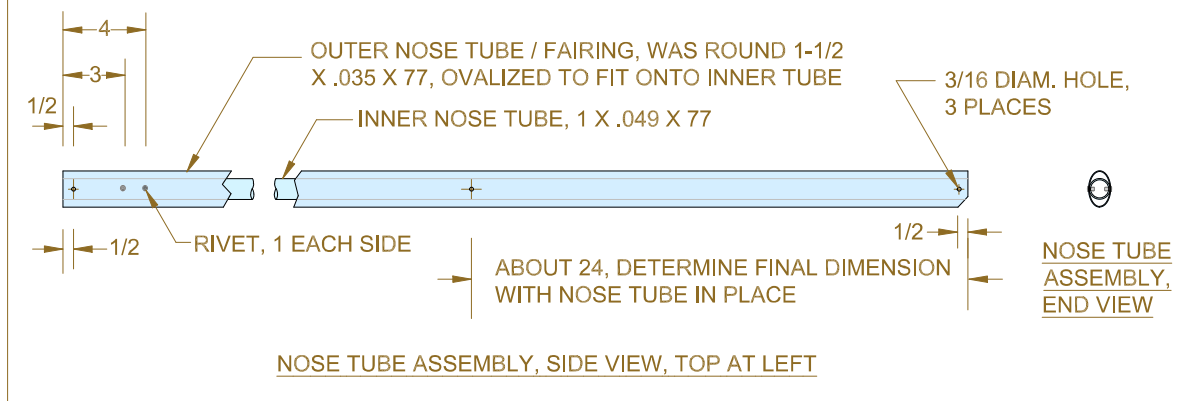 4
3
1/2
OUTER NOSE TUBE / FAIRING, WAS ROUND 1-1/2
X .035 X 77, OVALIZED TO FIT ONTO INNER TUBE
INNER NOSE TUBE, 1 X .049 X 77
3/16 DIAM. HOLE,
3 PLACES
1/2
RIVET, 1 EACH SIDE
1/2
ABOUT 24, DETERMINE FINAL DIMENSION
WITH NOSE TUBE IN PLACE
NOSE TUBE
ASSEMBLY,
END VIEW
NOSE TUBE ASSEMBLY, SIDE VIEW, TOP AT LEFT